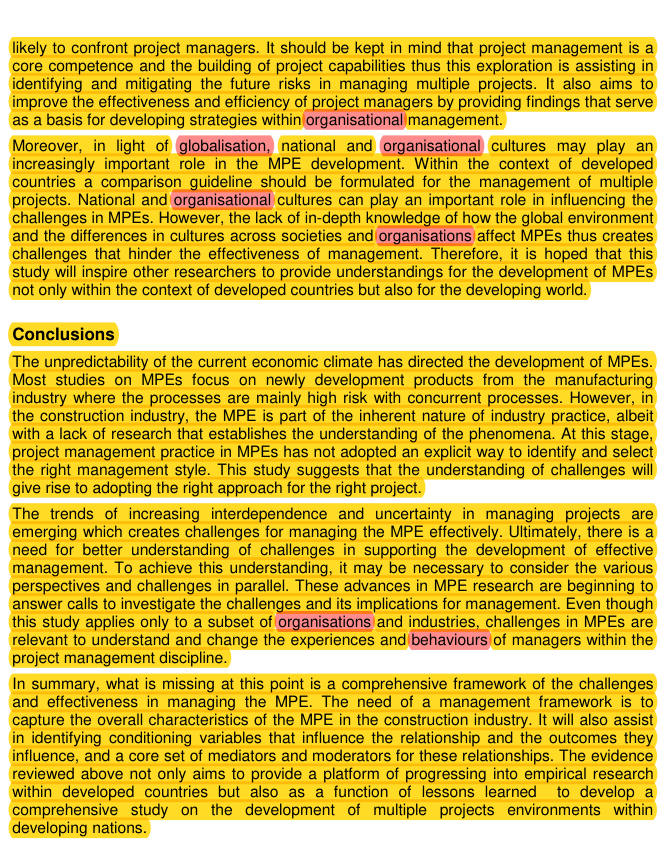 likely to confront project managers. It should be kept in mind that project management is a
core competence and the building of project capabilities thus this exploration is assisting in
identifying and mitigating the future risks in managing multiple projects. It also aims to
improve the effectiveness and efficiency of project managers by providing findings that serve
as a basis for developing strategies within organisational management.
Moreover, in light of globalisation, national and organisational cultures may play an
increasingly important role in the MPE development. Within the context of developed
countries a comparison guideline should be formulated for the management of multiple
projects. National and organisational cultures can play an important role in influencing the
challenges in MPEs. However, the lack of in-depth knowledge of how the global environment
and the differences in cultures across societies and organisations affect MPEs thus creates
challenges that hinder the effectiveness of management. Therefore, it is hoped that this
study will inspire other researchers to provide understandings for the development of MPEs
not only within the context of developed countries but also for the developing world.
Conclusions
The unpredictability of the current economic climate has directed the development of MPEs.
Most studies on MPEs focus on newly development products from the manufacturing
industry where the processes are mainly high risk with concurrent processes. However, in
the construction industry, the MPE is part of the inherent nature of industry practice, albeit
with a lack of research that establishes the understanding of the phenomena. At this stage,
project management practice in MPEs has not adopted an explicit way to identify and select
the right management style. This study suggests that the understanding of challenges will
give rise to adopting the right approach for the right project.
The trends of increasing interdependence and uncertainty in managing projects are
emerging which creates challenges for managing the MPE effectively. Ultimately, there is a
need for better understanding of challenges in supporting the development of effective
management. To achieve this understanding, it may be necessary to consider the various
perspectives and challenges in parallel. These advances in MPE research are beginning to
answer calls to investigate the challenges and its implications for management. Even though
this study applies only to a subset of organisations and industries, challenges in MPEs are
relevant to understand and change the experiences and behaviours of managers within the
project management discipline.
In summary, what is missing at this point is a comprehensive framework of the challenges
and effectiveness in managing the MPE. The need of a management framework is to
capture the overall characteristics of the MPE in the construction industry. It will also assist
in identifying conditioning variables that influence the relationship and the outcomes they
influence, and a core set of mediators and moderators for these relationships. The evidence
reviewed above not only aims to provide a platform of progressing into empirical research
within developed countries but also as a function of lessons learned to develop a
comprehensive study on the development of multiple projects environments within
developing nations.